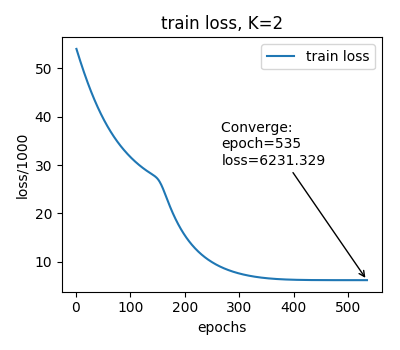 train loss, K=2
train loss
Converge:
epoch=535
loss=6231.329
loss/1000
50
40
30
20
10
0 100 200 300 400 500
epochs